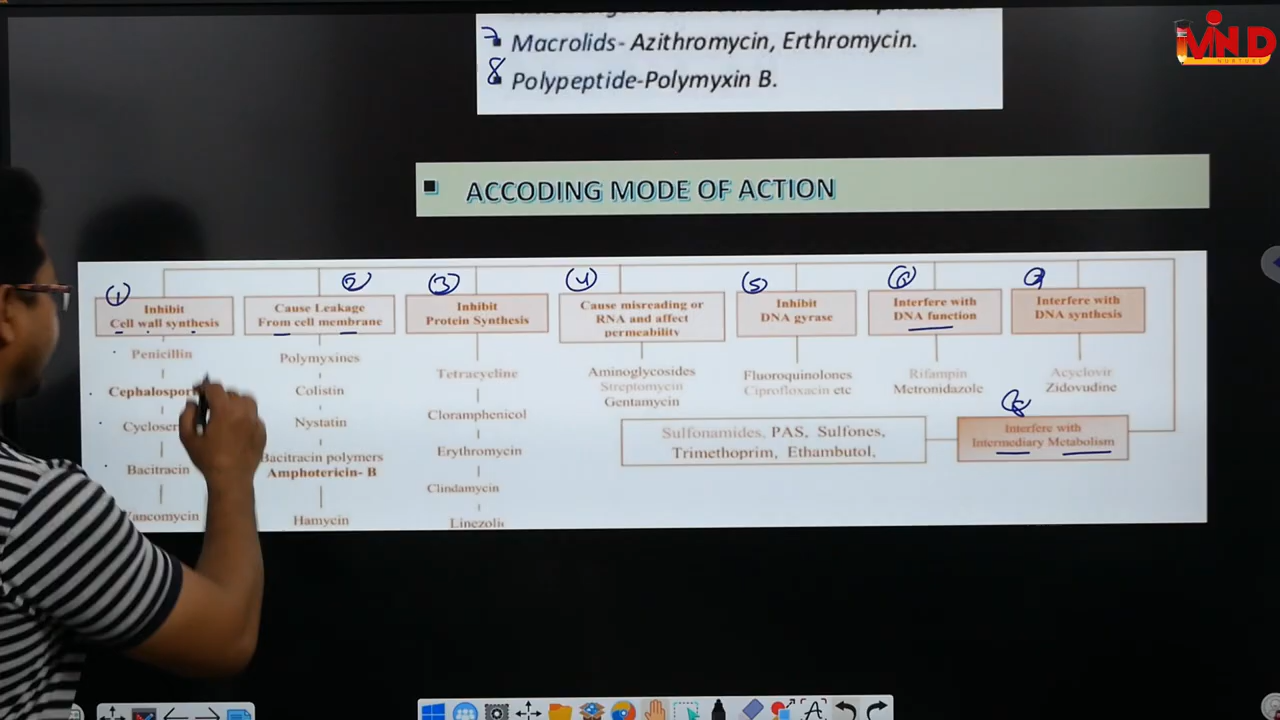 7 Macrolids- Azithromycin, Erthromycin.
8 Polypeptide-Polymyxin B.
MIND
NURTURE
ACCODING MODE OF ACTION
1
Inhibit
Cell wall synthesis
Penicillin
Bacitracin
2
Cause Leakage
From cell membrane
Polymyxines
Colistin
Nystatin
Bacitracin polymers
Amphotericin- B
Hamycin
3
Inhibit
Protein Synthesis
Tetracycline
Cloramphenicol
Erythromycin
Clindamycin
4
Cause misreading or
RNA and affect
permeability
Aminoglycosides
Streptomycin
Gentamycin
5
Inhibit
DNA gyrase
Fluoroquinolones
Ciprofloxacin etc
6
Interfere with
DNA function
Rifampin
Metronidazole
Interfere with
DNA synthesis
Acyclovir
Zidovudine
8
Interfere with
Intermediary Metabolism
Sulfonamides, PAS, Sulfones,
Trimethoprim, Ethambutol,